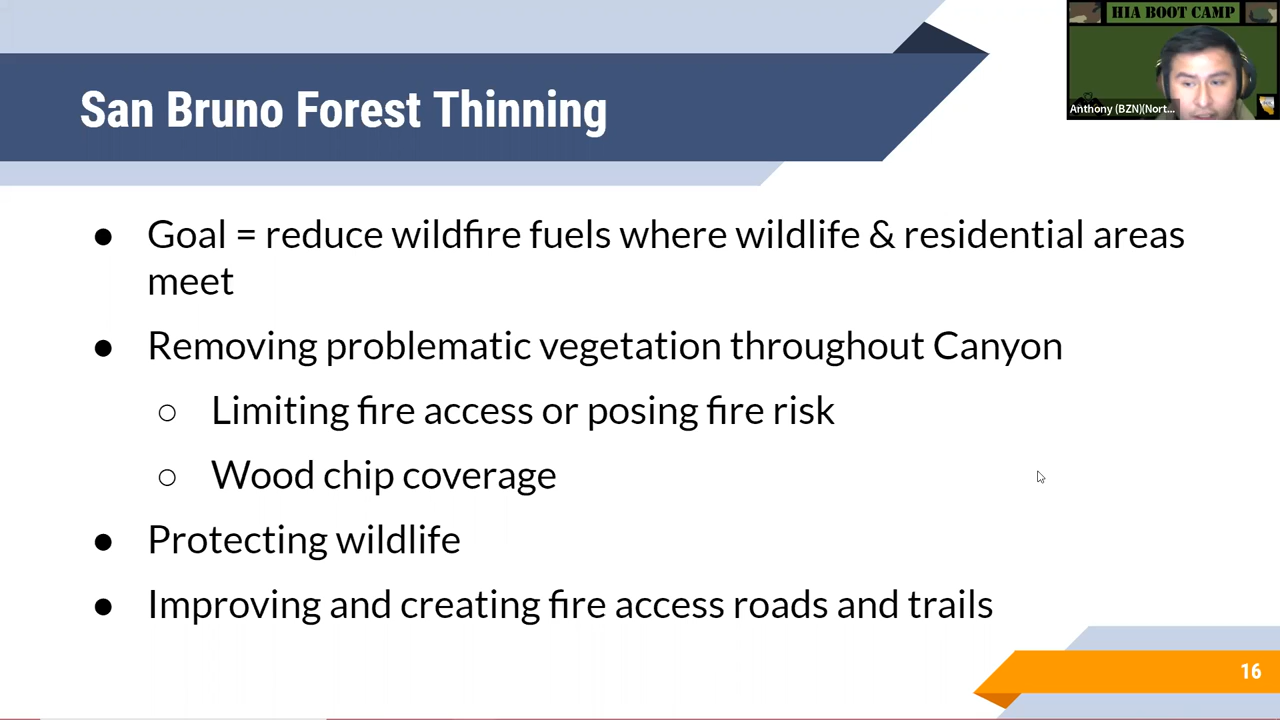 HIA BOOT CAMP
Anthony (BZN)(Nort...
San Bruno Forest Thinning
● Goal = reduce wildfire fuels where wildlife & residential areas
meet
● Removing problematic vegetation throughout Canyon
○ Limiting fire access or posing fire risk
○ Wood chip coverage
● Protecting wildlife
● Improving and creating fire access roads and trails
16